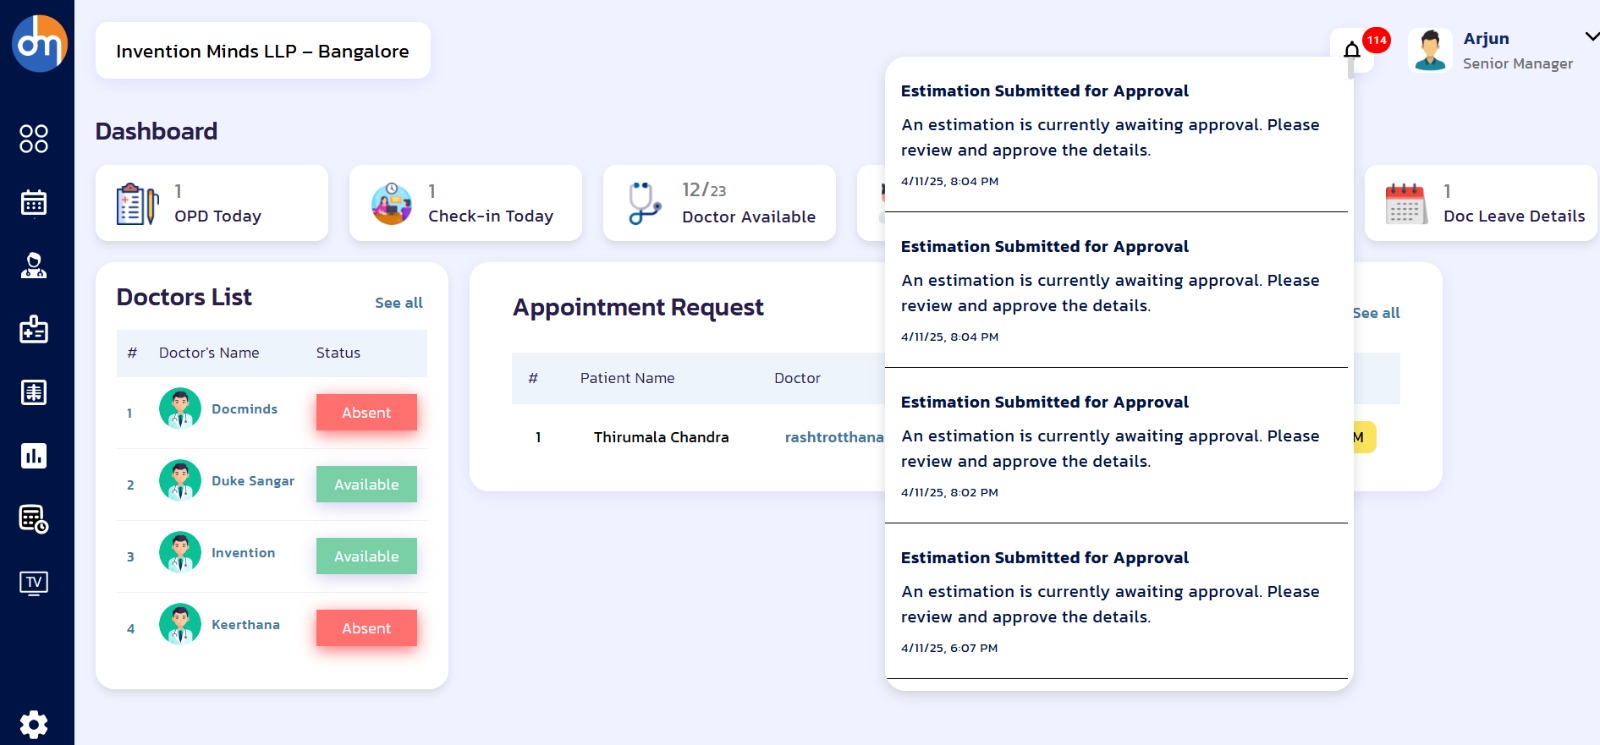 dm
Invention Minds LLP – Bangalore
114
Arjun
Senior Manager
Dashboard
1
OPD Today
1
Check-in Today
12/23
Doctor Available
1
Doc Leave Details
Doctors List
See all
# Doctor's Name Status
1 Docminds Absent
2 Duke Sangar Available
3 Invention Available
4 Keerthana Absent
Appointment Request
See all
# Patient Name Doctor
1 Thirumala Chandra rashtrotthana
M
Estimation Submitted for Approval
An estimation is currently awaiting approval. Please
review and approve the details.
4/11/25, 8:04 PM
Estimation Submitted for Approval
An estimation is currently awaiting approval. Please
review and approve the details.
4/11/25, 8:04 PM
Estimation Submitted for Approval
An estimation is currently awaiting approval. Please
review and approve the details.
4/11/25, 8:02 PM
Estimation Submitted for Approval
An estimation is currently awaiting approval. Please
review and approve the details.
4/11/25, 6:07 PM
TV